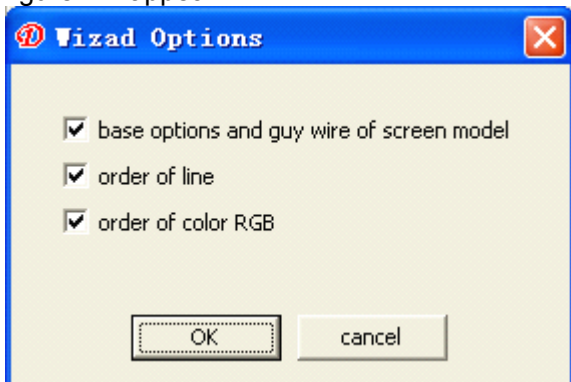 Wizad Options
base options and guy wire of screen model
order of line
order of color RGB
OK
cancel